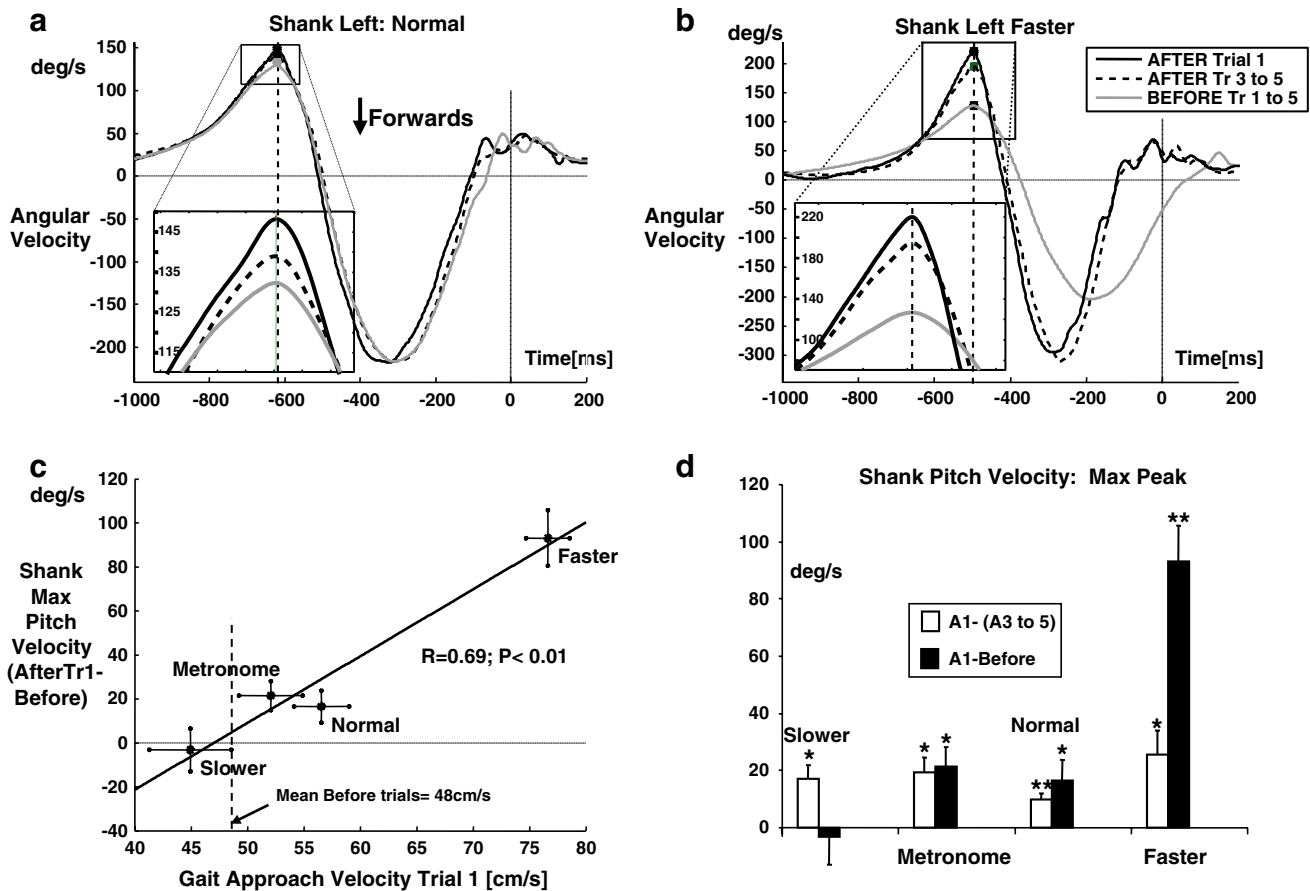 a
Shank Left: Normal
deg/s
150
100
50
0
-50
-100
-150
-200
Angular
Velocity
Forwards
145
135
125
115
Time[ms]
-1000
-800
-600
-400
-200
0
200
b
Shank Left Faster
deg/s
200
150
100
50
0
-50
-100
-150
-200
-250
-300
Angular
Velocity
AFTER Trial 1
AFTER Tr 3 to 5
BEFORE Tr 1 to 5
220
180
140
100
Time[ms]
-1000
-800
-600
-400
-200
0
200
c
deg/s
120
100
80
60
40
20
0
-20
-40
Shank
Max
Pitch
Velocity
(AfterTr1-
Before)
Faster
R=0.69; P< 0.01
Metronome
Normal
Slower
Mean Before trials= 48cm/s
40
45
50
55
60
65
70
75
80
Gait Approach Velocity Trial 1 [cm/s]
d
Shank Pitch Velocity: Max Peak
120
100
80
60
40
20
0
deg/s
A1- (A3 to 5)
A1-Before
Slower
*
*
*
Normal
**
*
*
**
Metronome
Faster